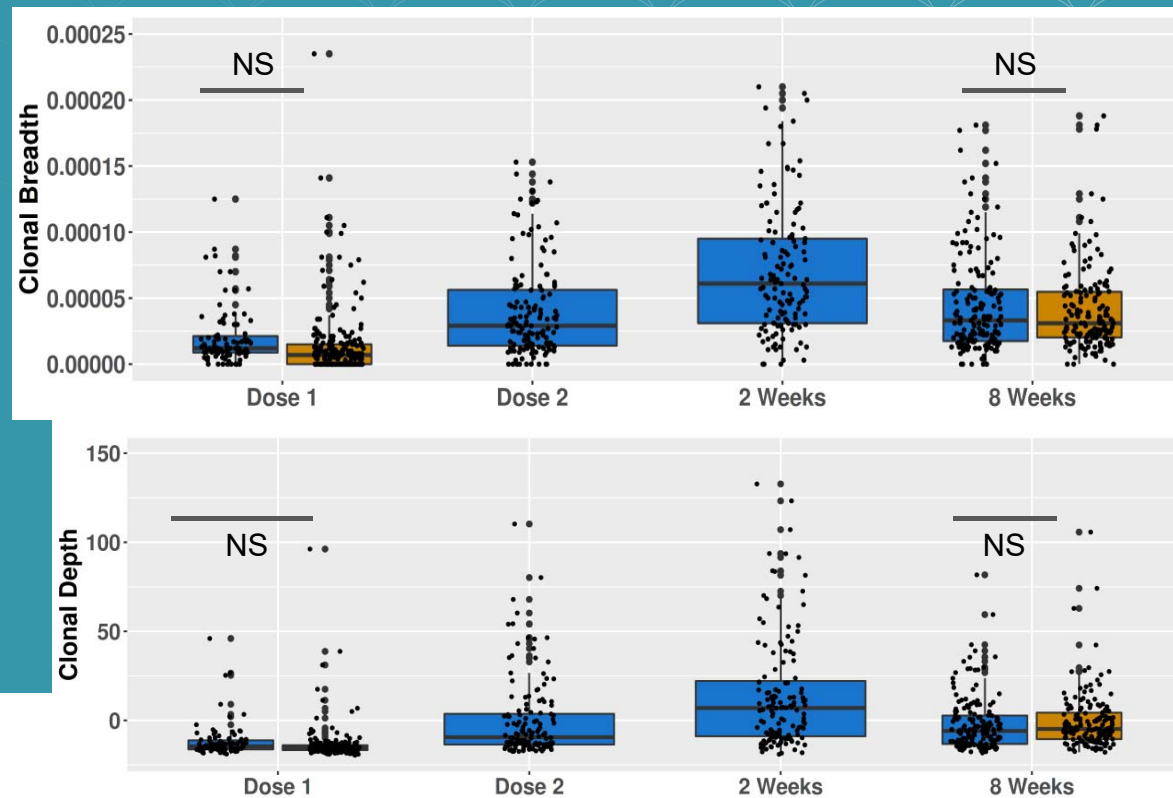 0.00025
0.00020
0.00015
0.00010
0.00005
0.00000
Clonal Breadth
NS
NS
Dose 1
Dose 2
2 Weeks
8 Weeks
150
100
50
0
Clonal Depth
NS
NS
Dose 1
Dose 2
2 Weeks
8 Weeks